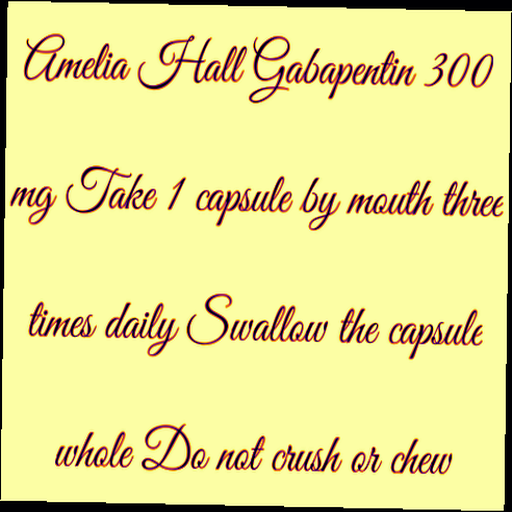 Amelia Hall Gabapentin 300
mg Take 1 capsule by mouth three
times daily Swallow the capsule
whole Do not crush or chew